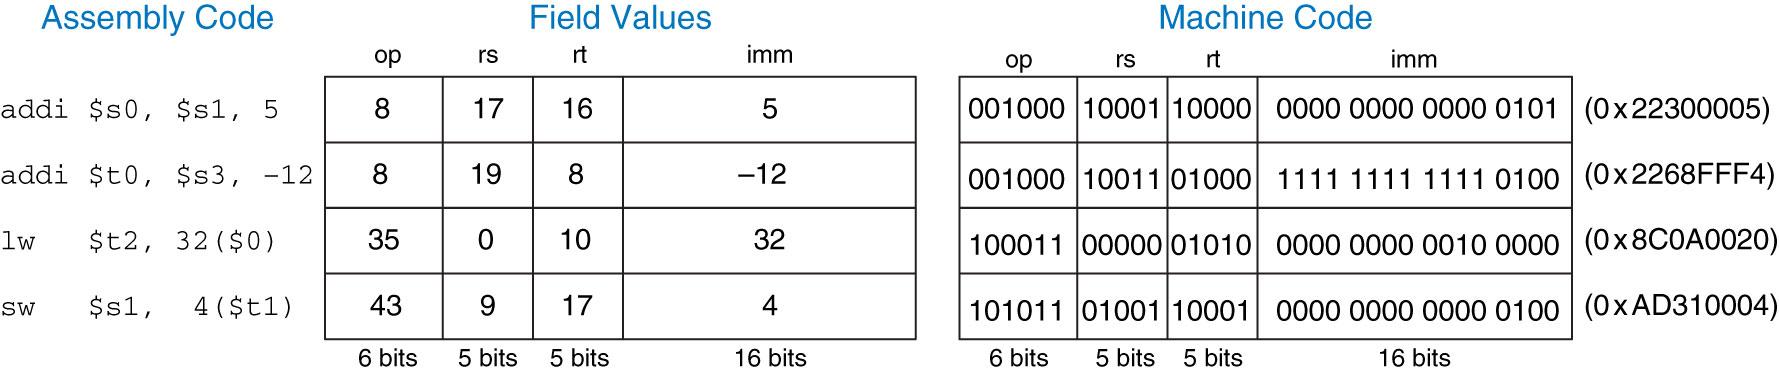 Assembly Code Field Values Machine Code
op rs rt imm op rs rt imm
addi $s0, $s1, 5 8 17 16 5 001000 10001 10000 0000 0000 0000 0101 (0x22300005)
addi $t0, $s3, –12 8 19 8 –12 001000 10011 01000 1111 1111 1111 0100 (0x2268FFF4)
lw $t2, 32($0) 35 0 10 32 100011 00000 01010 0000 0000 0010 0000 (0x8C0A0020)
sw $s1, 4($t1) 43 9 17 4 101011 01001 10001 0000 0000 0000 0100 (0xAD310004)
6 bits 5 bits 5 bits 16 bits 6 bits 5 bits 5 bits 16 bits